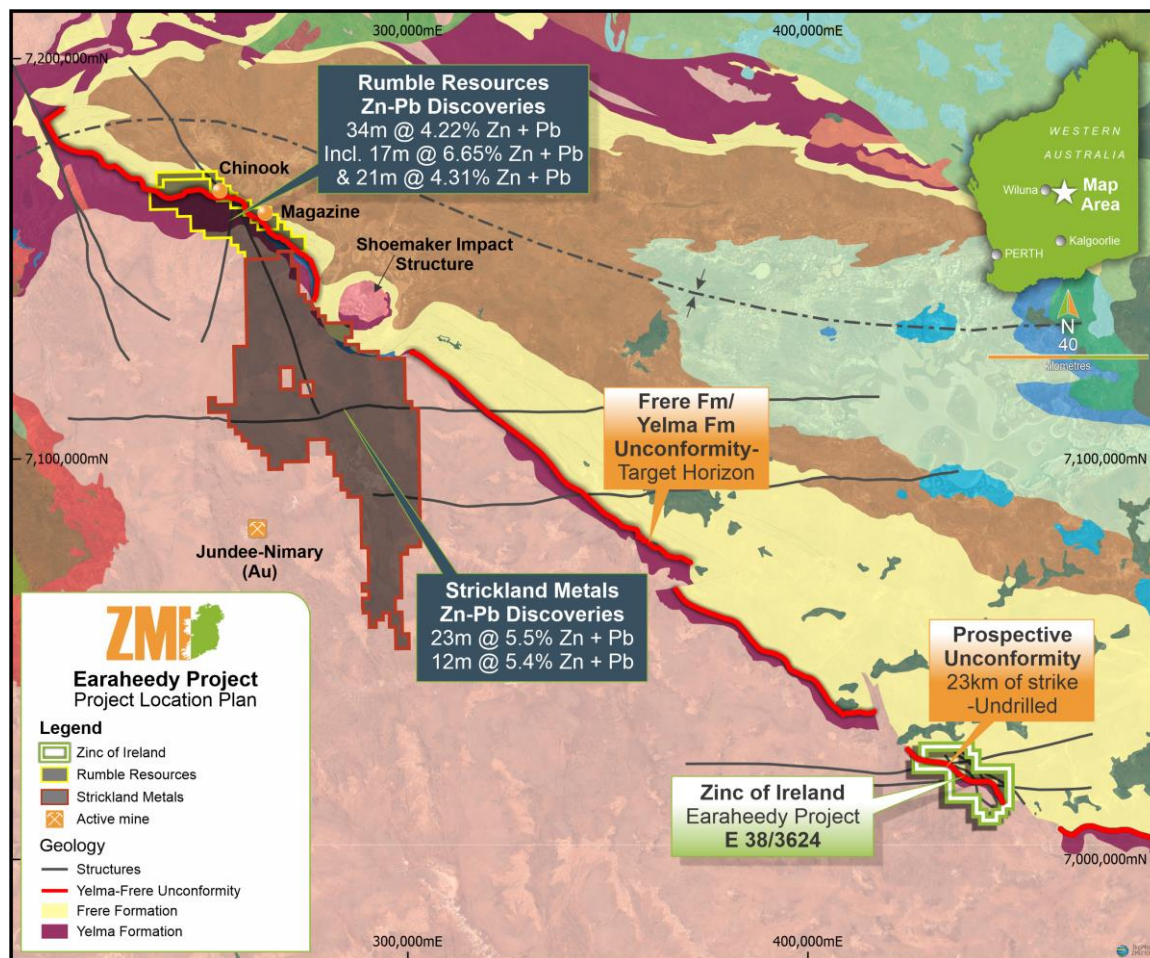 300,000mE
400,000mE
7,200,000mN
Rumble Resources
Zn-Pb Discoveries
34m @ 4.22% Zn + Pb
Incl. 17m @ 6.65% Zn + Pb
& 21m @ 4.31% Zn + Pb
Chinook
Magazine
Shoemaker Impact
Structure
WESTERN
AUSTRALIA
Wiluna
Map
Area
Kalgoorlie
PERTH
N
40
kilometres
Frere Fm/
Yelma Fm
Unconformity-
Target Horizon
7,100,000mN
7,100,000mN
Jundee-Nimary
(Au)
Strickland Metals
Zn-Pb Discoveries
23m @ 5.5% Zn + Pb
12m @ 5.4% Zn + Pb
Prospective
Unconformity
23km of strike
-Undrilled
Zinc of Ireland
Earaheedy Project
E 38/3624
7,000,000mN
ZMI
Earaheedy Project
Project Location Plan
Legend
Zinc of Ireland
Rumble Resources
Strickland Metals
Active mine
Geology
Structures
Yelma-Frere Unconformity
Frere Formation
Yelma Formation
300,000mE
400,000mE